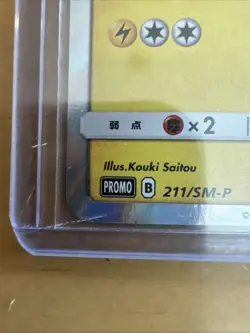 弱点 ×2
Illus.Kouki Saitou
PROMO B 211/SM-P
©